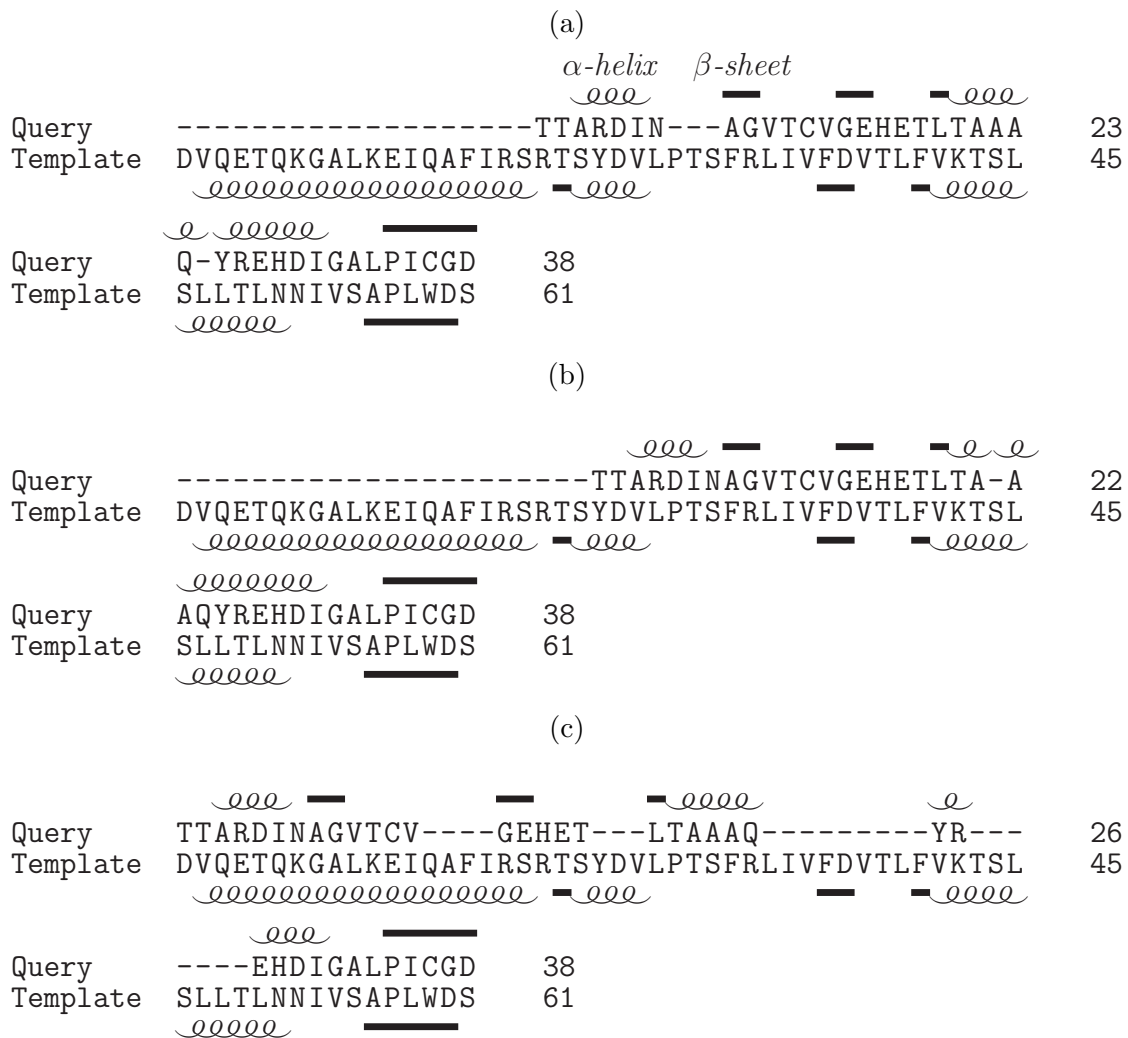 (a)
α-helix β-sheet
Query -------------------TTARDIN---AGVTCVGEHETLTAAA 23
Template DVQETQKGALKEIQAFIRSRTSYDVLPTSFRLIVFDVTLFVKTSL 45
Query Q-YREHDIGALPICGD 38
Template SLLTLNNIVSAPLWDS 61
(b)
Query ----------------------TTARDINAGVTCVGEHETLTA-A 22
Template DVQETQKGALKEIQAFIRSRTSYDVLPTSFRLIVFDVTLFVKTSL 45
Query AQYREHDIGALPICGD 38
Template SLLTLNNIVSAPLWDS 61
(c)
Query TTARDINAGVTCV----GEHET---LTAAAQ---------YR--- 26
Template DVQETQKGALKEIQAFIRSRTSYDVLPTSFRLIVFDVTLFVKTSL 45
Query ----EHDIGALPICGD 38
Template SLLTLNNIVSAPLWDS 61